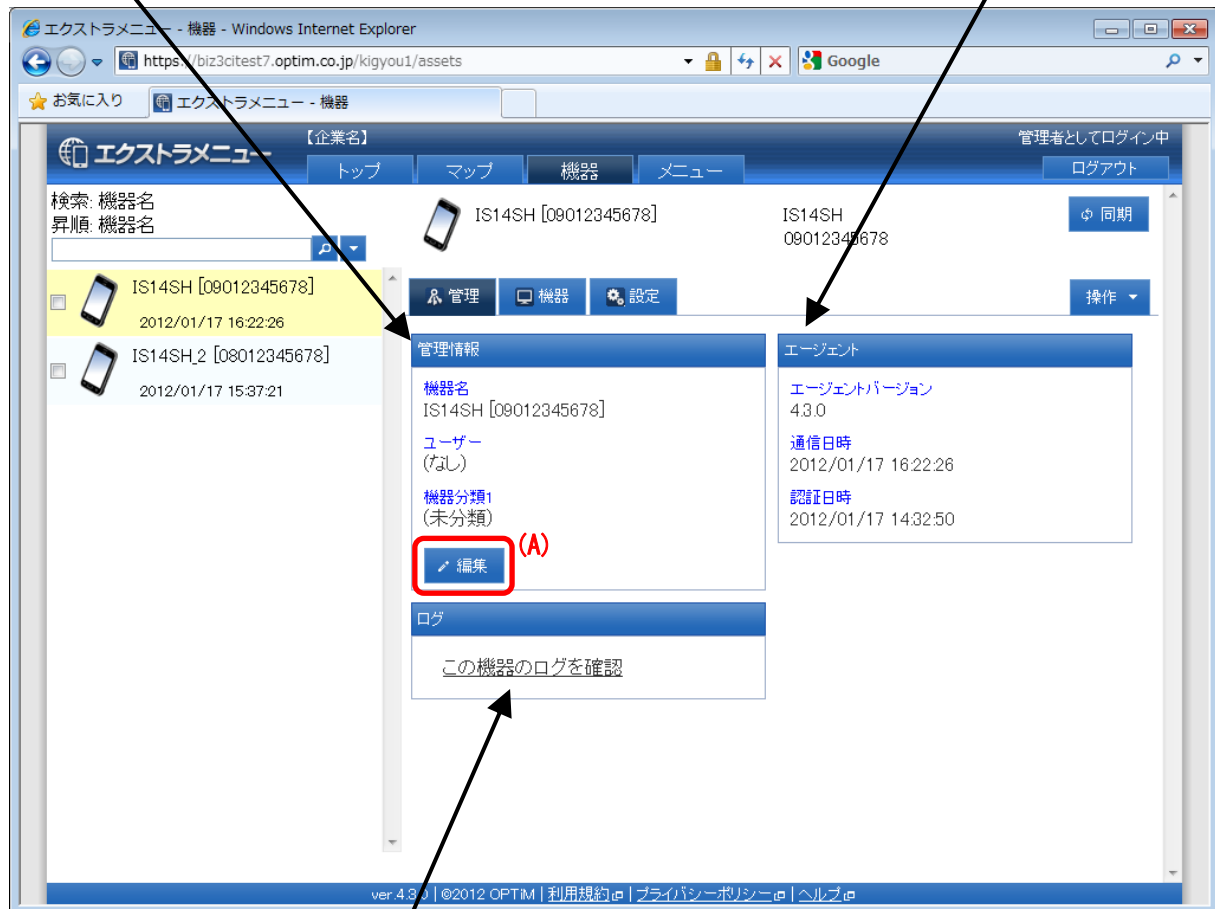 エクストラメニュー - 機器 - Windows Internet Explorer
https://biz3citest7.optim.co.jp/kigyou1/assets
Google
お気に入り
エクストラメニュー - 機器
エクストラメニュー
【企業名】
管理者としてログイン中
トップ
マップ
機器
メニュー
ログアウト
検索: 機器名
昇順: 機器名
IS14SH [09012345678]
2012/01/17 16:22:26
IS14SH_2 [08012345678]
2012/01/17 15:37:21
IS14SH [09012345678]
IS14SH
09012345678
同期
管理
機器
設定
操作
管理情報
機器名
IS14SH [09012345678]
ユーザー
(なし)
機器分類1
(未分類)
編集
(A)
ログ
この機器のログを確認
エージェント
エージェントバージョン
4.3.0
通信日時
2012/01/17 16:22:26
認証日時
2012/01/17 14:32:50
ver.4.3.0 | ©2012 OPTiM | 利用規約 | プライバシーポリシー | ヘルプ